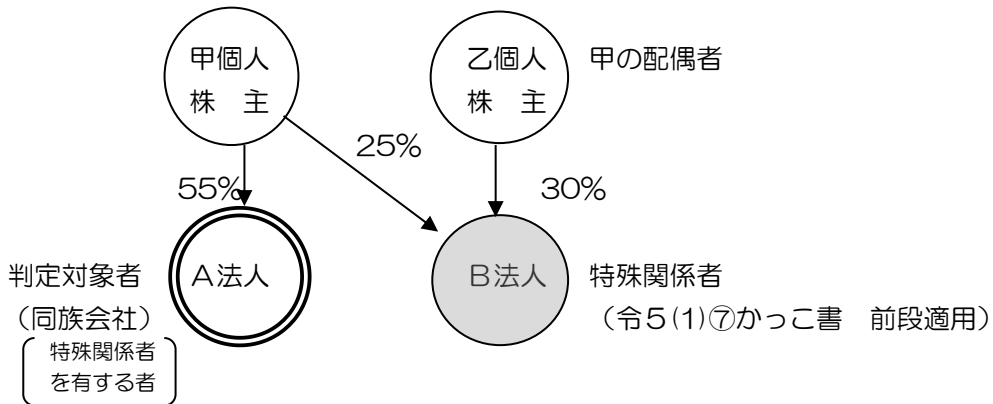 甲個人
株　主
乙個人
株　主
甲の配偶者
25%
55%
30%
判定対象者
（同族会社）
特殊関係者
を有する者
A法人
B法人
特殊関係者
（令５(1)⑦かっこ書　前段適用）